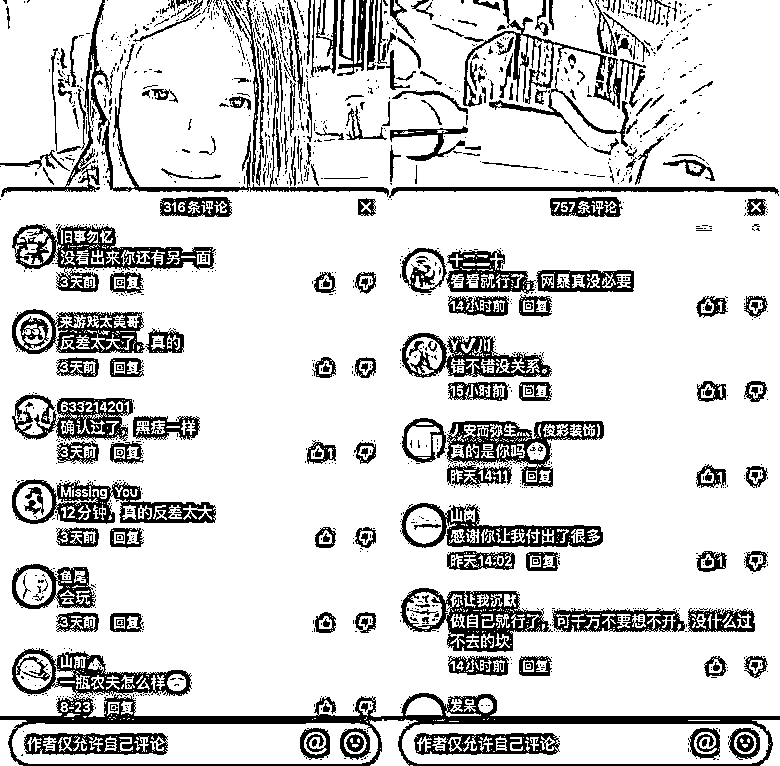 316条评论
旧事勿忆
没看出来你还有另一面
3天前 回复
来游戏太美哥
反差太大了，真的
3天前 回复
633214201
确认过了，黑痣一样
3天前 回复
1
Missing You
12分钟，真的反差太大
3天前 回复
鱼尾
会玩
3天前 回复
山前
一瓶农夫怎么样
8-23 回复
作者仅允许自己评论
757条评论
十二二十
看看就行了，网暴真没必要
14小时前 回复
1
错不错没关系。
15小时前 回复
1
丿安而弥生灬（俊彩装饰）
真的是你吗
昨天14:11 回复
1
山岗
感谢你让我付出了很多
昨天14:02 回复
1
你让我沉默
做自己就行了，可千万不要想不开，没什么过
不去的坎
14小时前 回复
发呆
作者仅允许自己评论